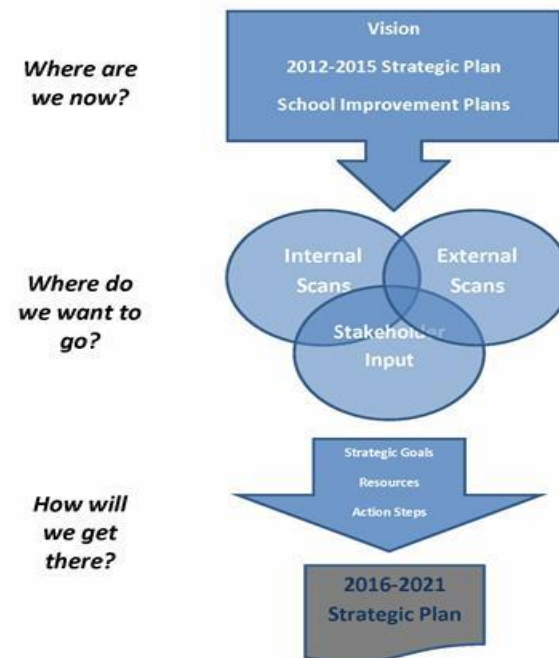 Where are
we now?
Vision
2012-2015 Strategic Plan
School Improvement Plans
Where do
we want to
go?
Internal
Scans
External
Scans
Stakeholder
Input
How will
we get
there?
Strategic Goals
Resources
Action Steps
2016-2021
Strategic Plan